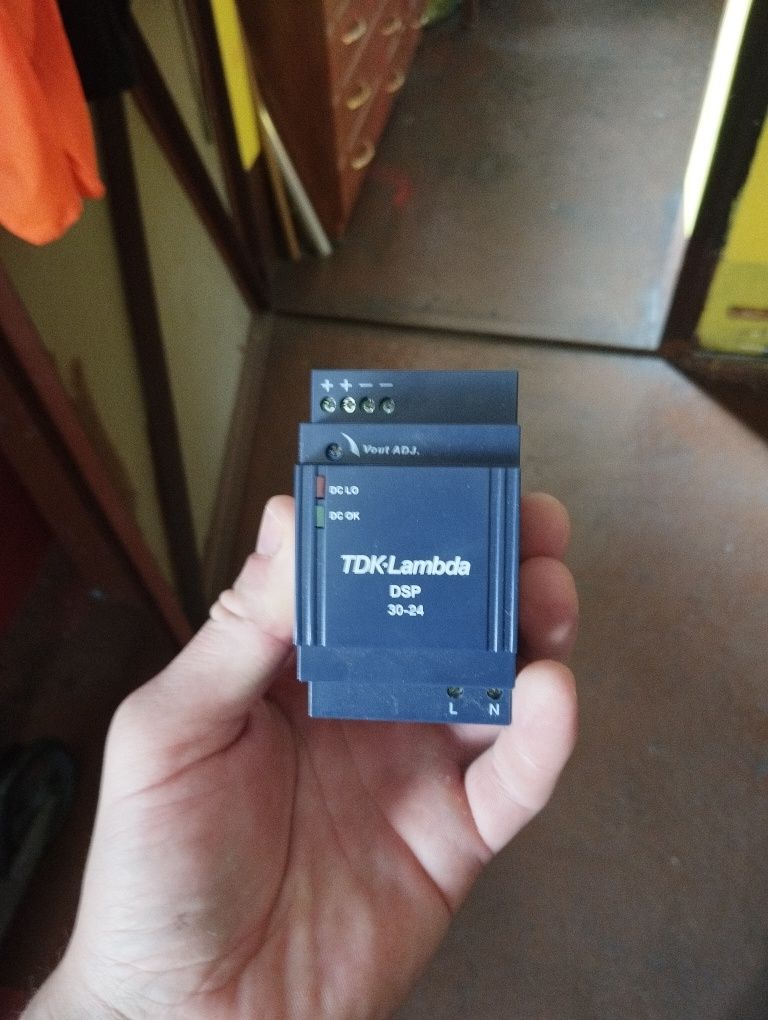 + + − −
Vout ADJ.
DC LO
DC OK
TDK·Lambda
DSP
30-24
L N